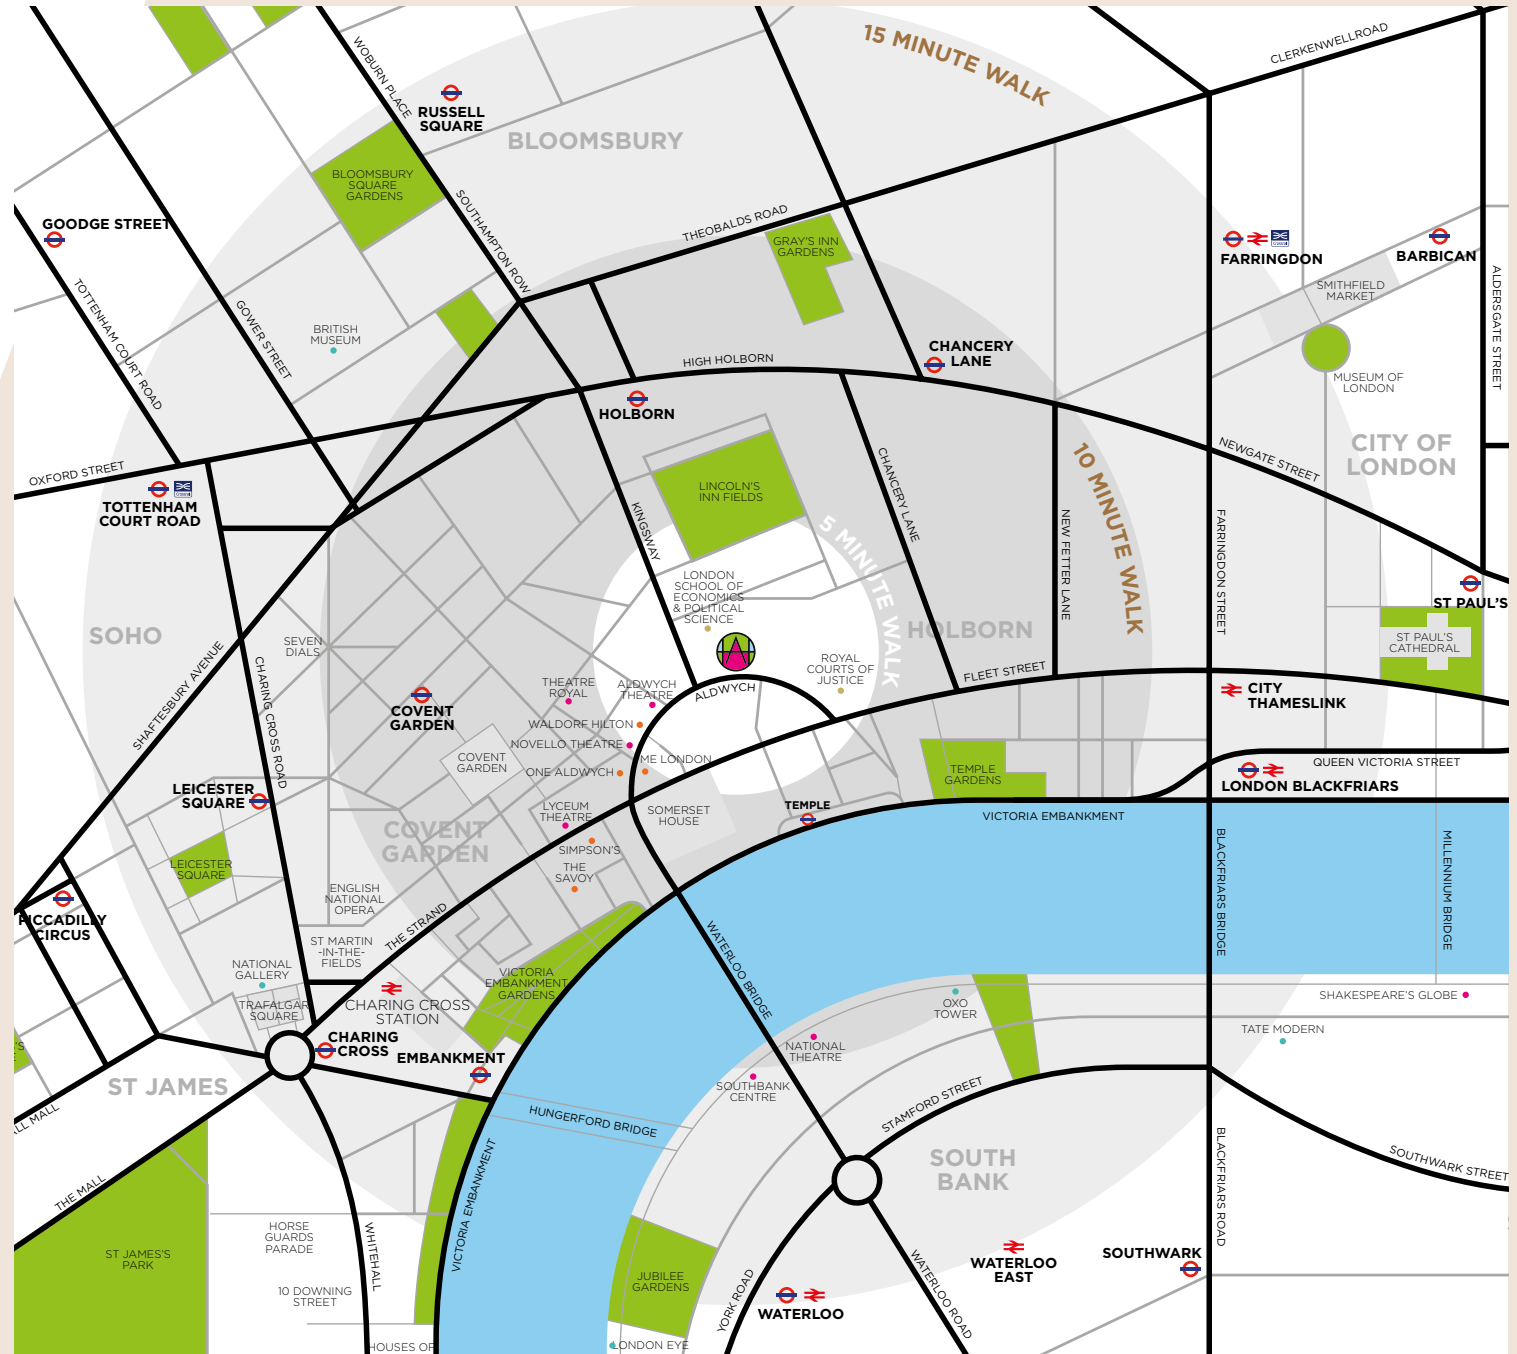 15 MINUTE WALK
CLERKENWELLROAD
WOBURN PLACE
RUSSELL
SQUARE
BLOOMSBURY
BLOOMSBURY
SQUARE
GARDENS
GOODGE STREET
SOUTHAMPTON ROW
THEOBALDS ROAD
GRAY'S INN
GARDENS
FARRINGDON
BARBICAN
SMITHFIELD
MARKET
ALDERSGATE STREET
TOTTENHAM COURT ROAD
GOWER STREET
BRITISH
MUSEUM
HIGH HOLBORN
CHANCERY
LANE
MUSEUM OF
LONDON
HOLBORN
CITY OF
LONDON
NEWGATE STREET
OXFORD STREET
TOTTENHAM
COURT ROAD
LINCOLN'S
INN FIELDS
KINGSWAY
CHANCERY LANE
10 MINUTE WALK
5 MINUTE WALK
NEW FETTER LANE
FARRINGDON STREET
LONDON
SCHOOL OF
ECONOMICS
& POLITICAL
SCIENCE
ST PAUL'S
ST PAUL'S
CATHEDRAL
SOHO
SEVEN
DIALS
HOLBORN
SHAFTESBURY AVENUE
CHARING CROSS ROAD
ROYAL
COURTS OF
JUSTICE
FLEET STREET
THEATRE
ROYAL
ALDWYCH
THEATRE
ALDWYCH
CITY
THAMESLINK
COVENT
GARDEN
WALDORF HILTON
NOVELLO THEATRE
ME LONDON
COVENT
GARDEN
ONE ALDWYCH
TEMPLE
GARDENS
QUEEN VICTORIA STREET
LONDON BLACKFRIARS
LEICESTER
SQUARE
LYCEUM
THEATRE
SOMERSET
HOUSE
TEMPLE
VICTORIA EMBANKMENT
COVENT
GARDEN
SIMPSON'S
THE
SAVOY
LEICESTER
SQUARE
BLACKFRIARS BRIDGE
MILLENNIUM BRIDGE
ENGLISH
NATIONAL
OPERA
PICCADILLY
CIRCUS
THE STRAND
WATERLOO BRIDGE
ST MARTIN
-IN-THE-
FIELDS
NATIONAL
GALLERY
VICTORIA
EMBANKMENT
GARDENS
TRAFALGAR
SQUARE
CHARING CROSS
STATION
OXO
TOWER
SHAKESPEARE'S GLOBE
TATE MODERN
CHARING
CROSS
EMBANKMENT
NATIONAL
THEATRE
'S
E
ST JAMES
SOUTHBANK
CENTRE
STAMFORD STREET
ALL MALL
HUNGERFORD BRIDGE
SOUTH
BANK
BLACKFRIARS ROAD
SOUTHWARK STREET
THE MALL
VICTORIA EMBANKMENT
HORSE
GUARDS
PARADE
WHITEHALL
ST JAMES'S
PARK
WATERLOO
EAST
SOUTHWARK
JUBILEE
GARDENS
10 DOWNING
STREET
YORK ROAD
WATERLOO
WATERLOO ROAD
HOUSES OF
LONDON EYE